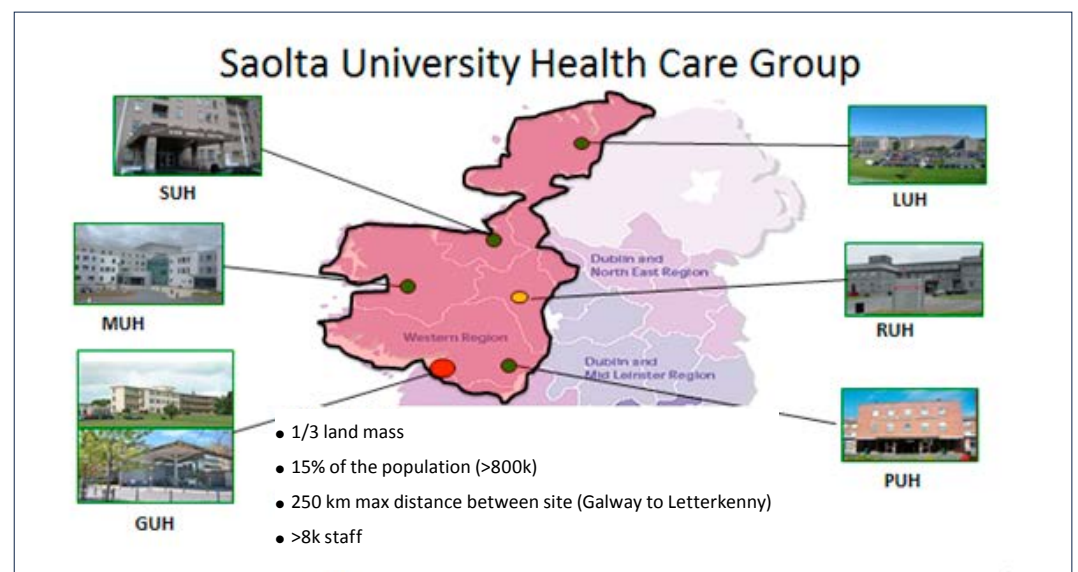 Saolta University Health Care Group
SUH
LUH
Dublin and
North East Region
MUH
RUH
Western Region
Dublin and
Mid Leinster Region
• 1/3 land mass
• 15% of the population (>800k)
• 250 km max distance between site (Galway to Letterkenny)
• >8k staff
GUH
PUH